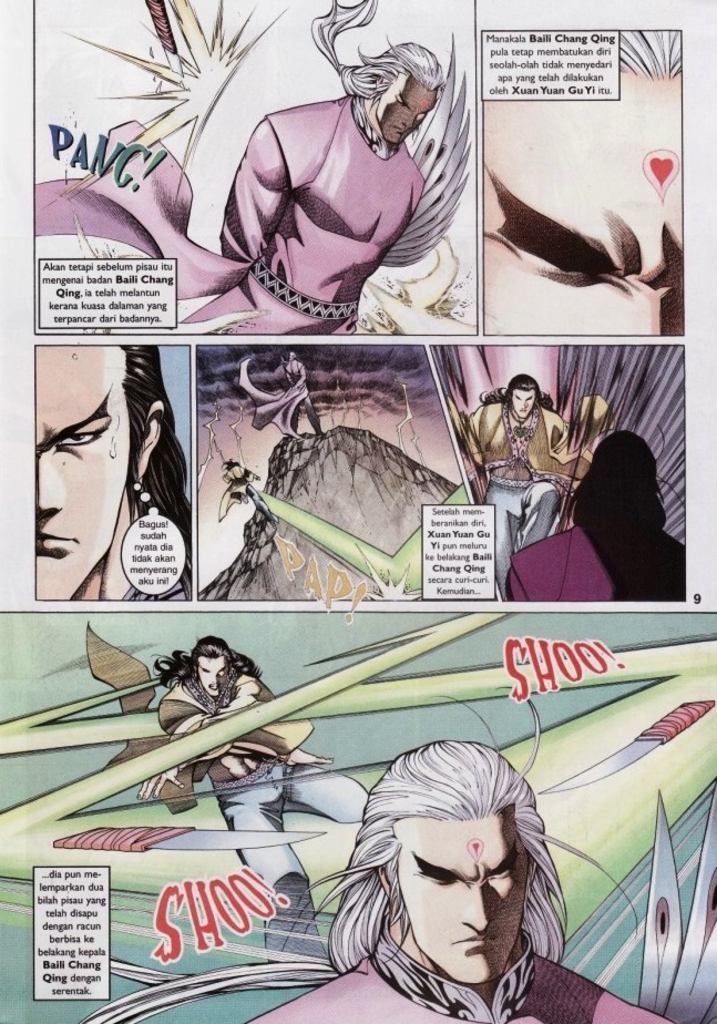 PANG!
Akan tetapi sebelum pisau itu
mengenai badan Baili Chang
Qing, ia telah melantun
kerana kuasa dalaman yang
terpancar dari badannya.
Manakala Baili Chang Qing
pula tetap membatukan diri
seolah-olah tidak menyedari
apa yang telah dilakukan
oleh Xuan Yuan Gu Yi itu.
Bagus!
sudah
nyata dia
tidak akan
menyerang
aku ini!
PAP!
Setelah mem-
beranikan diri,
Xuan Yuan Gu
Yi pun meluru
ke belakang Baili
Chang Qing
secara curi-curi.
Kemudian...
9
SHOO!
...dia pun me-
lemparkan dua
bilah pisau yang
telah disapu
dengan racun
berbisa ke
belakang kepala
Baili Chang
Qing dengan
serentak.
SHOO!